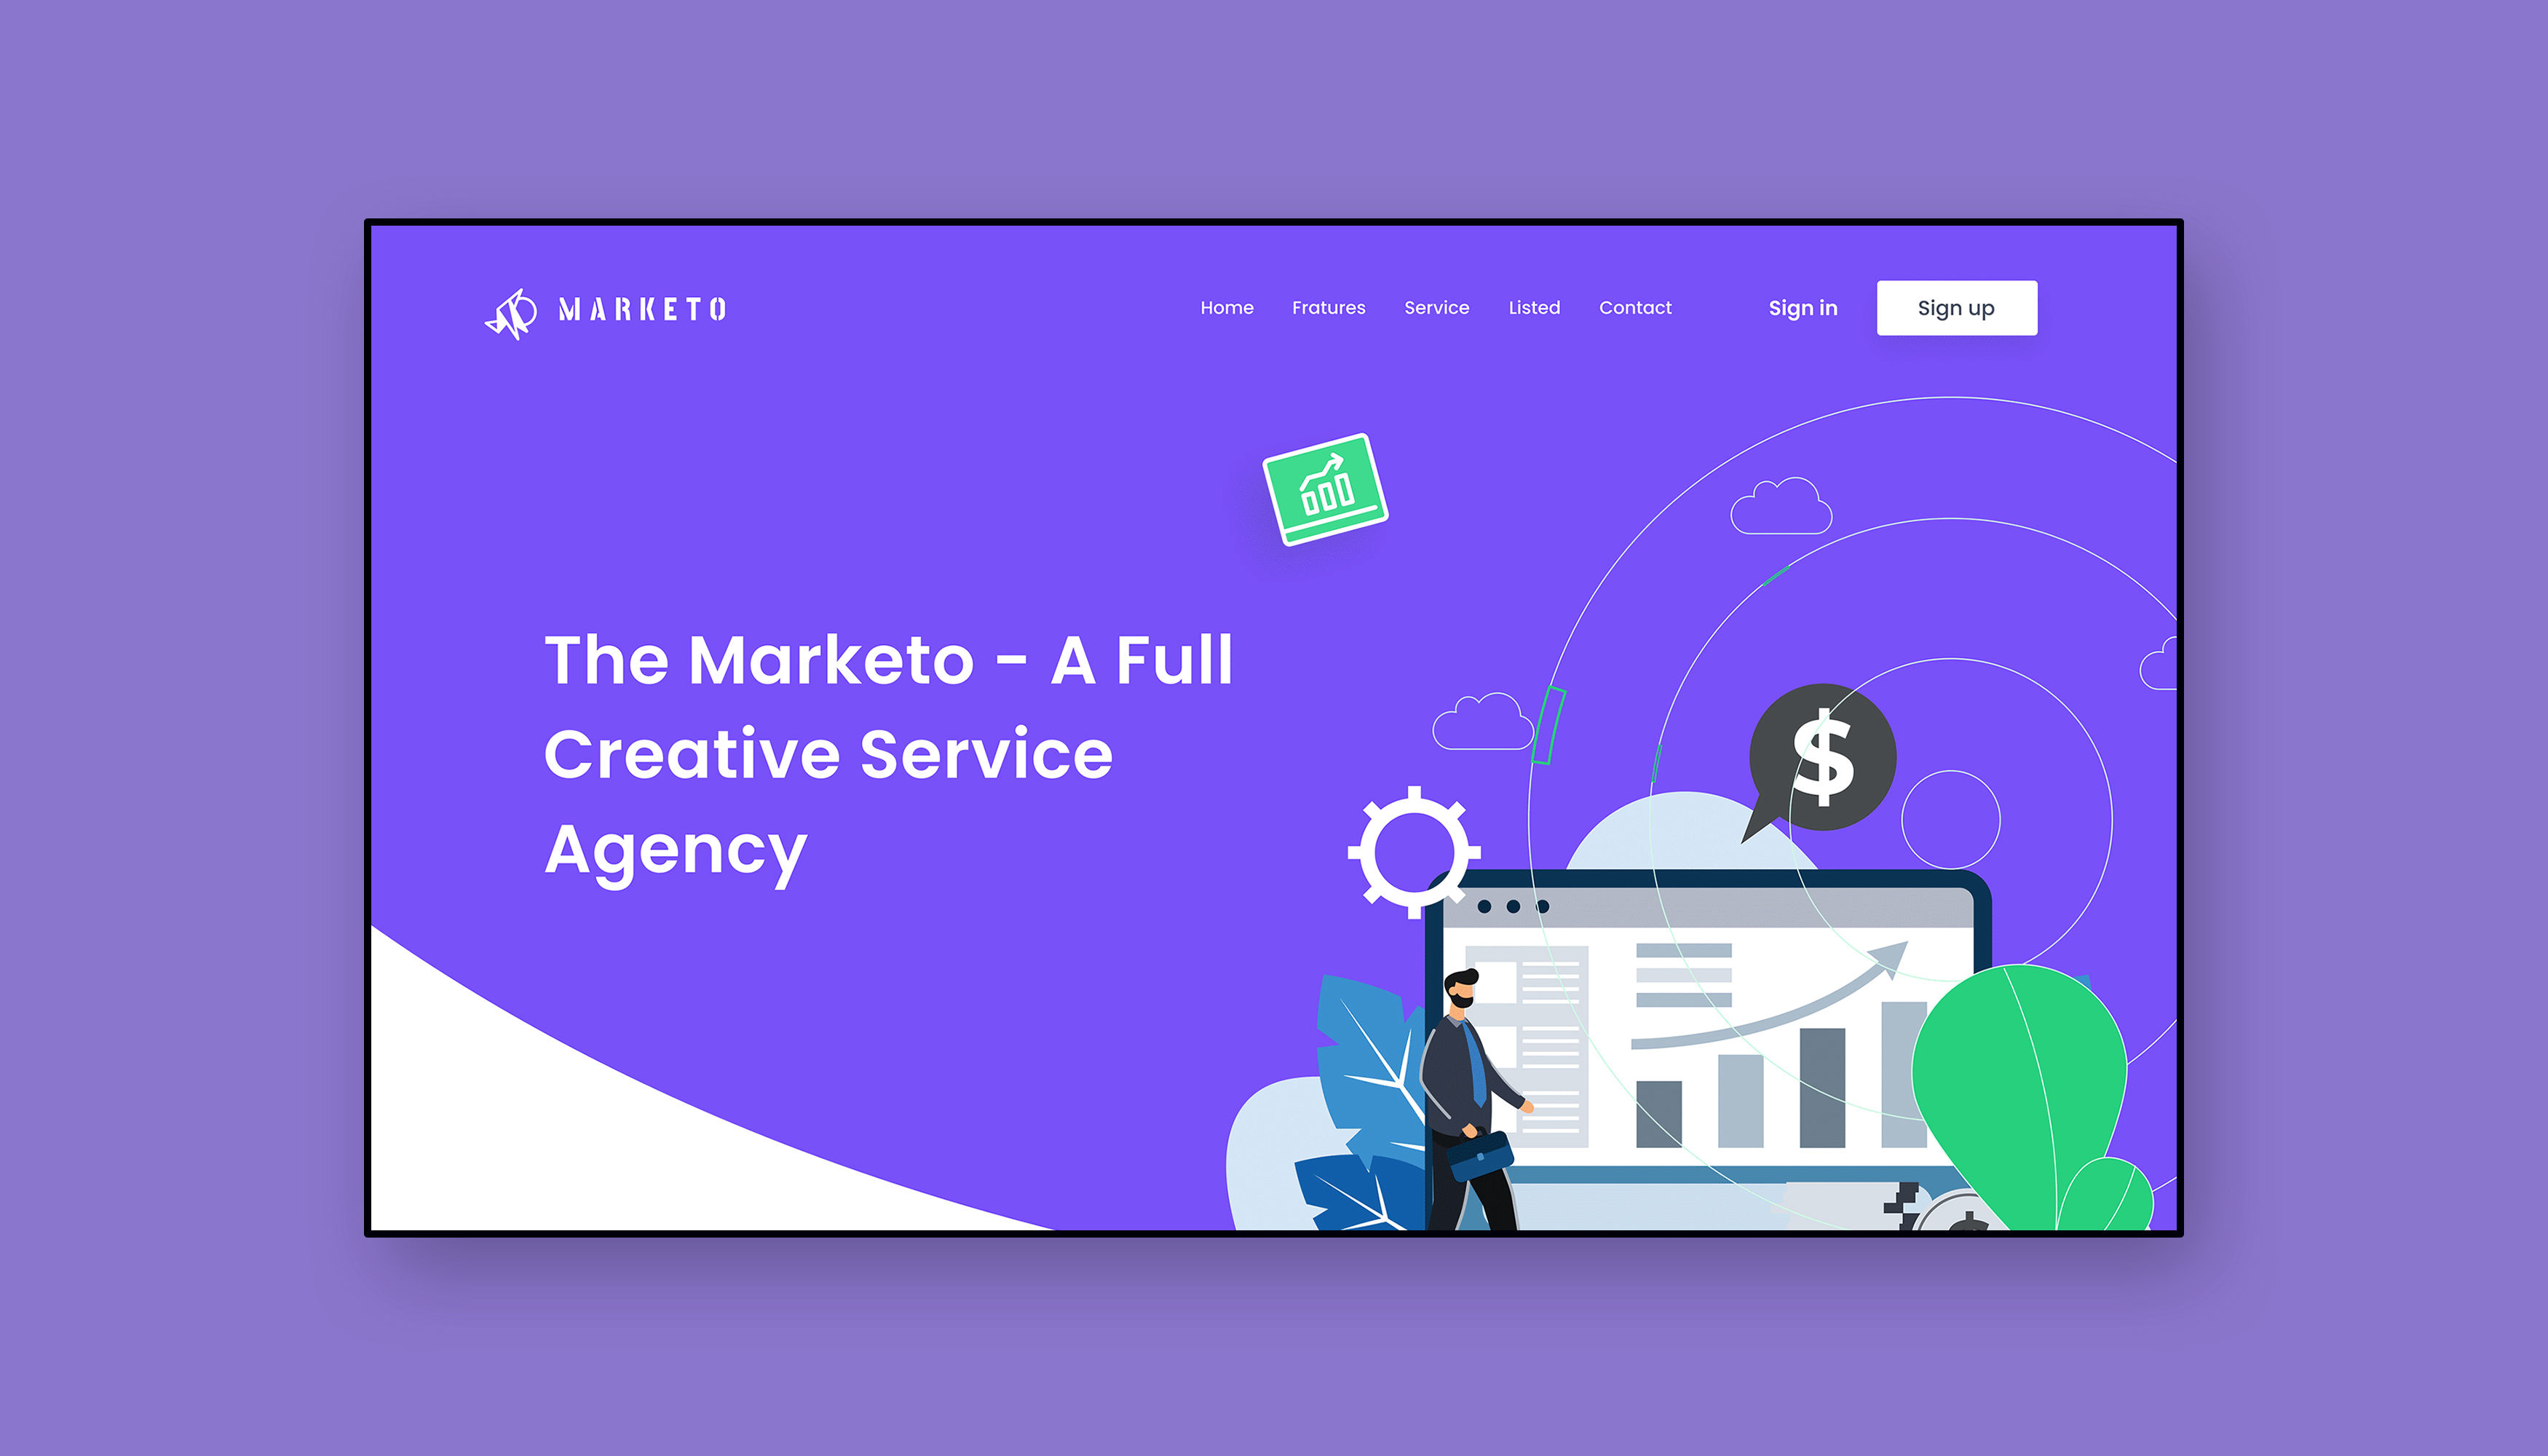 MARKETO
Home Fratures Service Listed Contact Sign in Sign up
The Marketo - A Full
Creative Service
Agency
$